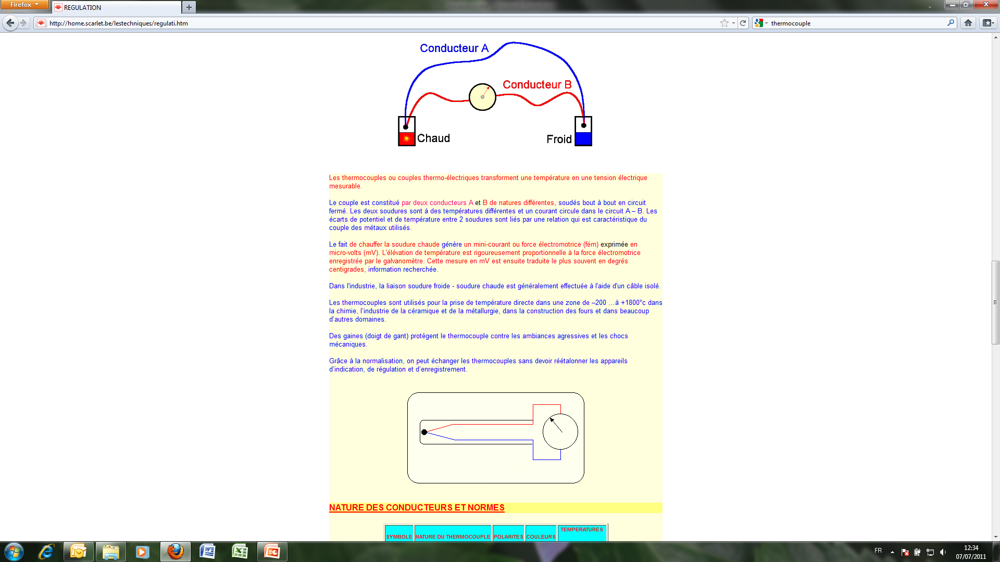 Firefox
REGULATION
http://home.scarlet.be/lestechniques/regulati.htm
thermocouple
Conducteur A
Conducteur B
Chaud
Froid
Les thermocouples ou couples thermo-électriques transforment une température en une tension électrique
mesurable.
Le couple est constitué par deux conducteurs A et B de natures différentes, soudés bout à bout en circuit
fermé. Les deux soudures sont à des températures différentes et un courant circule dans le circuit A – B. Les
écarts de potentiel et de température entre 2 soudures sont liés par une relation qui est caractéristique du
couple des métaux utilisés.
Le fait de chauffer la soudure chaude génère un mini-courant ou force électromotrice (fém) exprimée en
micro-volts (mV). L'élévation de température est rigoureusement proportionnelle à la force électromotrice
enregistrée par le galvanomètre. Cette mesure en mV est ensuite traduite le plus souvent en degrés
centigrades, information recherchée.
Dans l'industrie, la liaison soudure froide - soudure chaude est généralement effectuée à l'aide d'un câble isolé.
Les thermocouples sont utilisés pour la prise de température directe dans une zone de –200 …à +1800°c dans
la chimie, l’industrie de la céramique et de la métallurgie, dans la construction des fours et dans beaucoup
d’autres domaines.
Des gaines (doigt de gant) protègent le thermocouple contre les ambiances agressives et les chocs
mécaniques.
Grâce à la normalisation, on peut échanger les thermocouples sans devoir réétalonner les appareils
d’indication, de régulation et d’enregistrement.
NATURE DES CONDUCTEURS ET NORMES
SYMBOLE NATURE DU THERMOCOUPLE POLARITES COULEURS TEMPERATURES
FR
12:34
07/07/2011